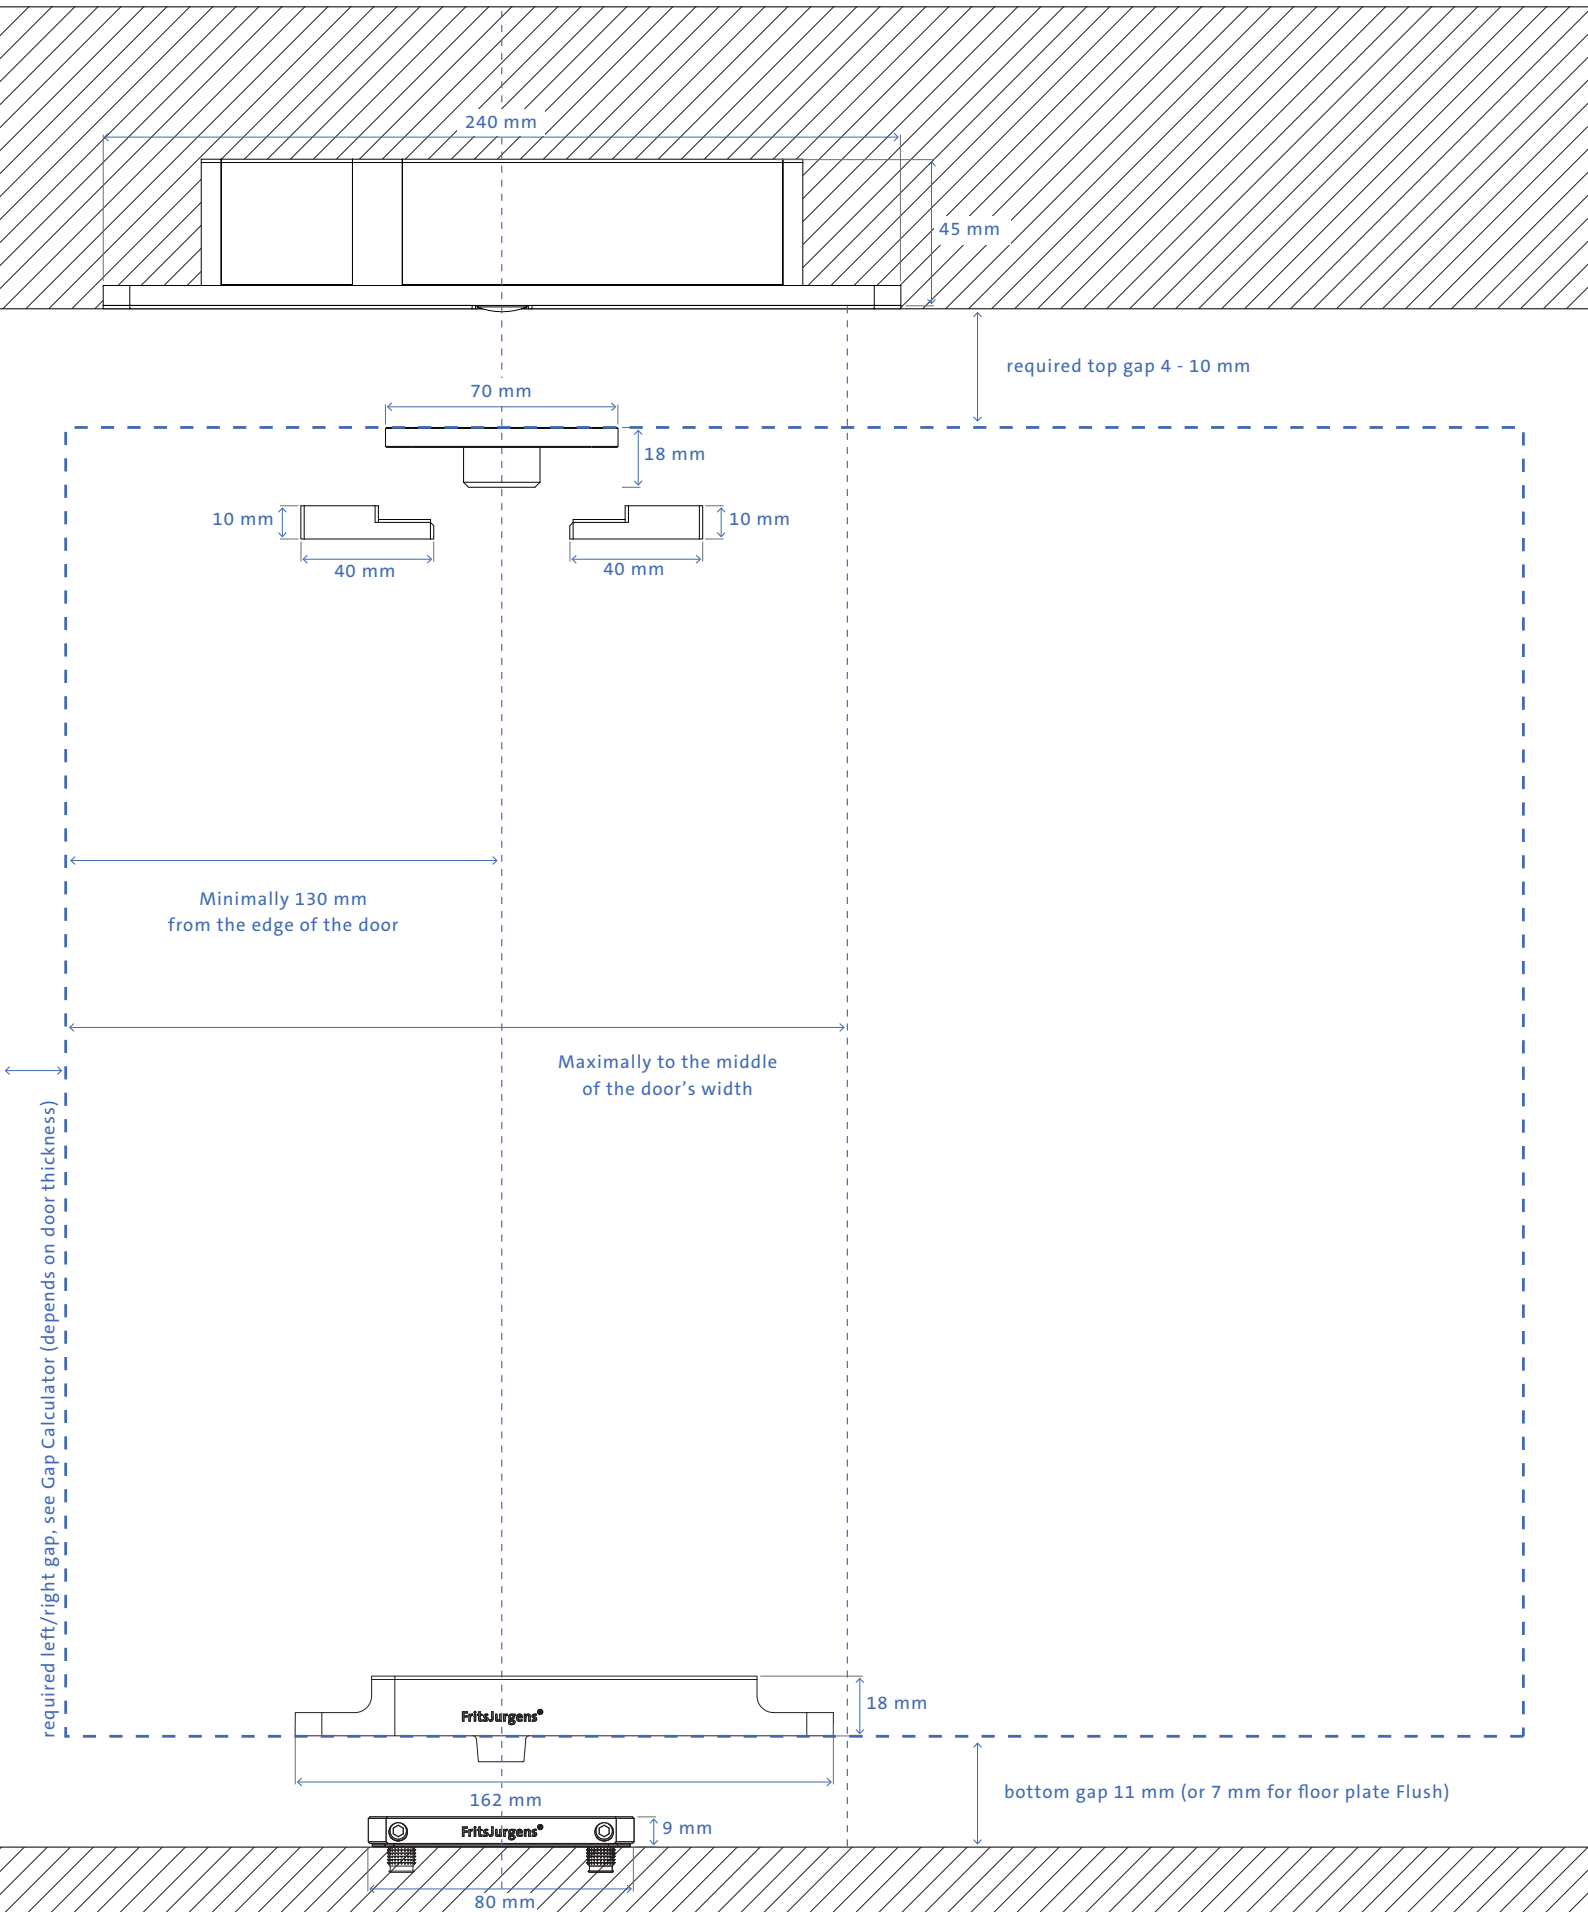 240 mm
45 mm
required top gap 4 - 10 mm
70 mm
18 mm
10 mm
10 mm
40 mm
40 mm
Minimally 130 mm
from the edge of the door
Maximally to the middle
of the door’s width
required left/right gap, see Gap Calculator (depends on door thickness)
18 mm
FritsJurgens®
162 mm
bottom gap 11 mm (or 7 mm for floor plate Flush)
FritsJurgens®
9 mm
80 mm